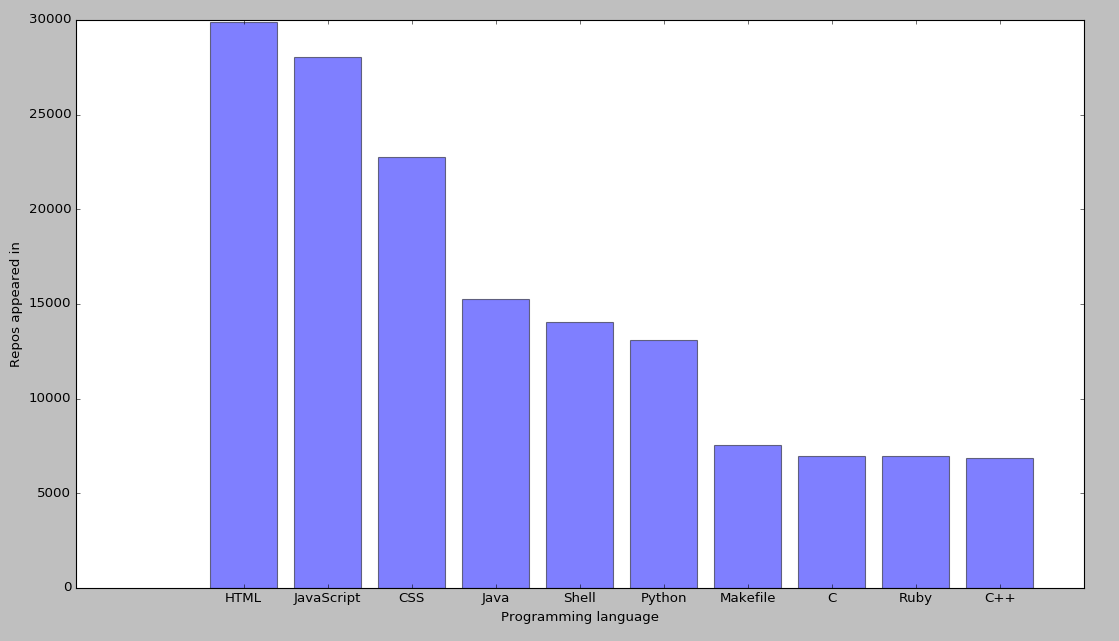 30000
25000
20000
15000
10000
5000
0
Repos appeared in
HTML JavaScript CSS Java Shell Python Makefile C Ruby C++
Programming language